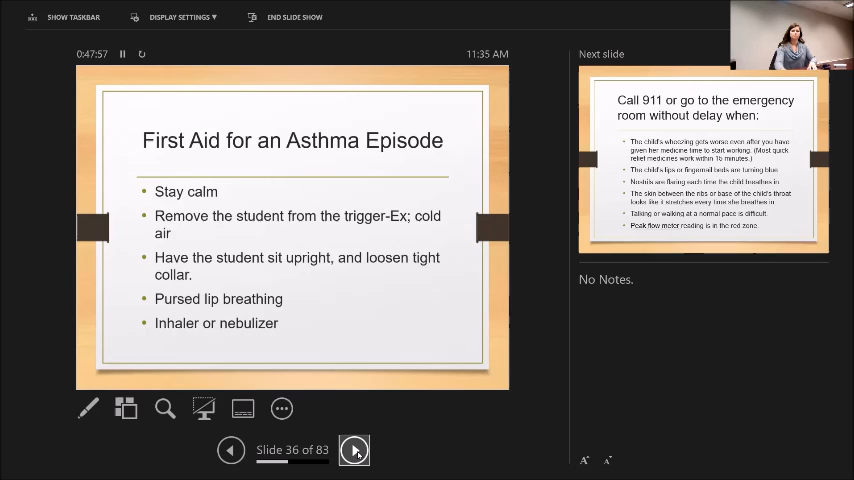 SHOW TASKBAR
DISPLAY SETTINGS ▼
END SLIDE SHOW
0:47:57
11:35 AM
First Aid for an Asthma Episode
• Stay calm
• Remove the student from the trigger-Ex; cold
air
• Have the student sit upright, and loosen tight
collar.
• Pursed lip breathing
• Inhaler or nebulizer
Slide 36 of 83
Next slide
Call 911 or go to the emergency
room without delay when:
• The child's wheezing gets worse even after you have
given her medicine time to start working. (Most quick
relief medicines work within 15 minutes.)
• The child's lips or fingernail beds are turning blue
• Nostrils are flaring each time the child breathes in
• The skin between the ribs or base of the child's throat
looks like it stretches every time she breathes in
• Talking or walking at a normal pace is difficult.
• Peak flow meter reading is in the red zone.
No Notes.
A A